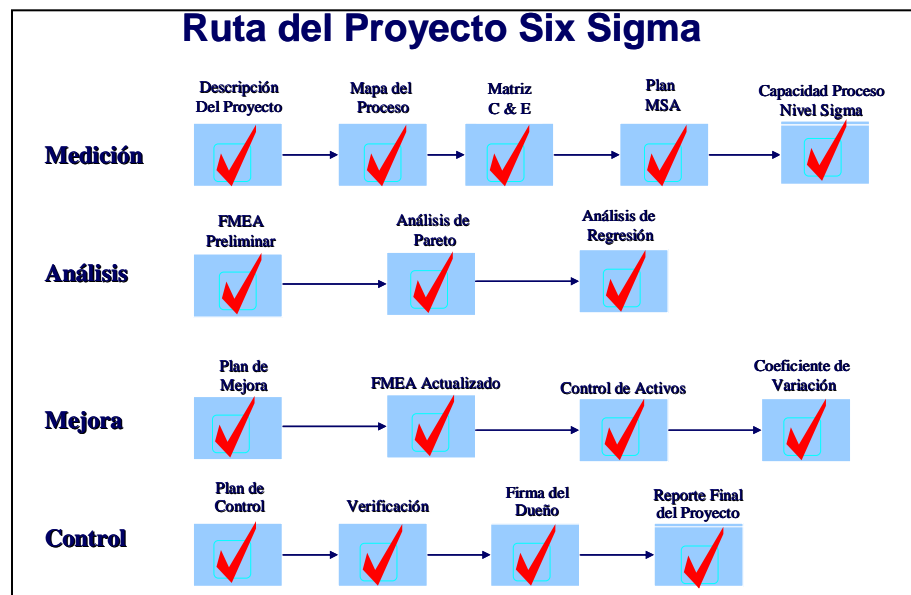 Ruta del Proyecto Six Sigma
Descripción
Del Proyecto
Mapa del
Proceso
Matriz
C & E
Plan
MSA
Capacidad Proceso
Nivel Sigma
Medición
FMEA
Preliminar
Análisis de
Pareto
Análisis de
Regresión
Análisis
Plan de
Mejora
FMEA Actualizado
Control de Activos
Coeficiente de
Variación
Mejora
Plan de
Control
Verificación
Firma del
Dueño
Reporte Final
del Proyecto
Control